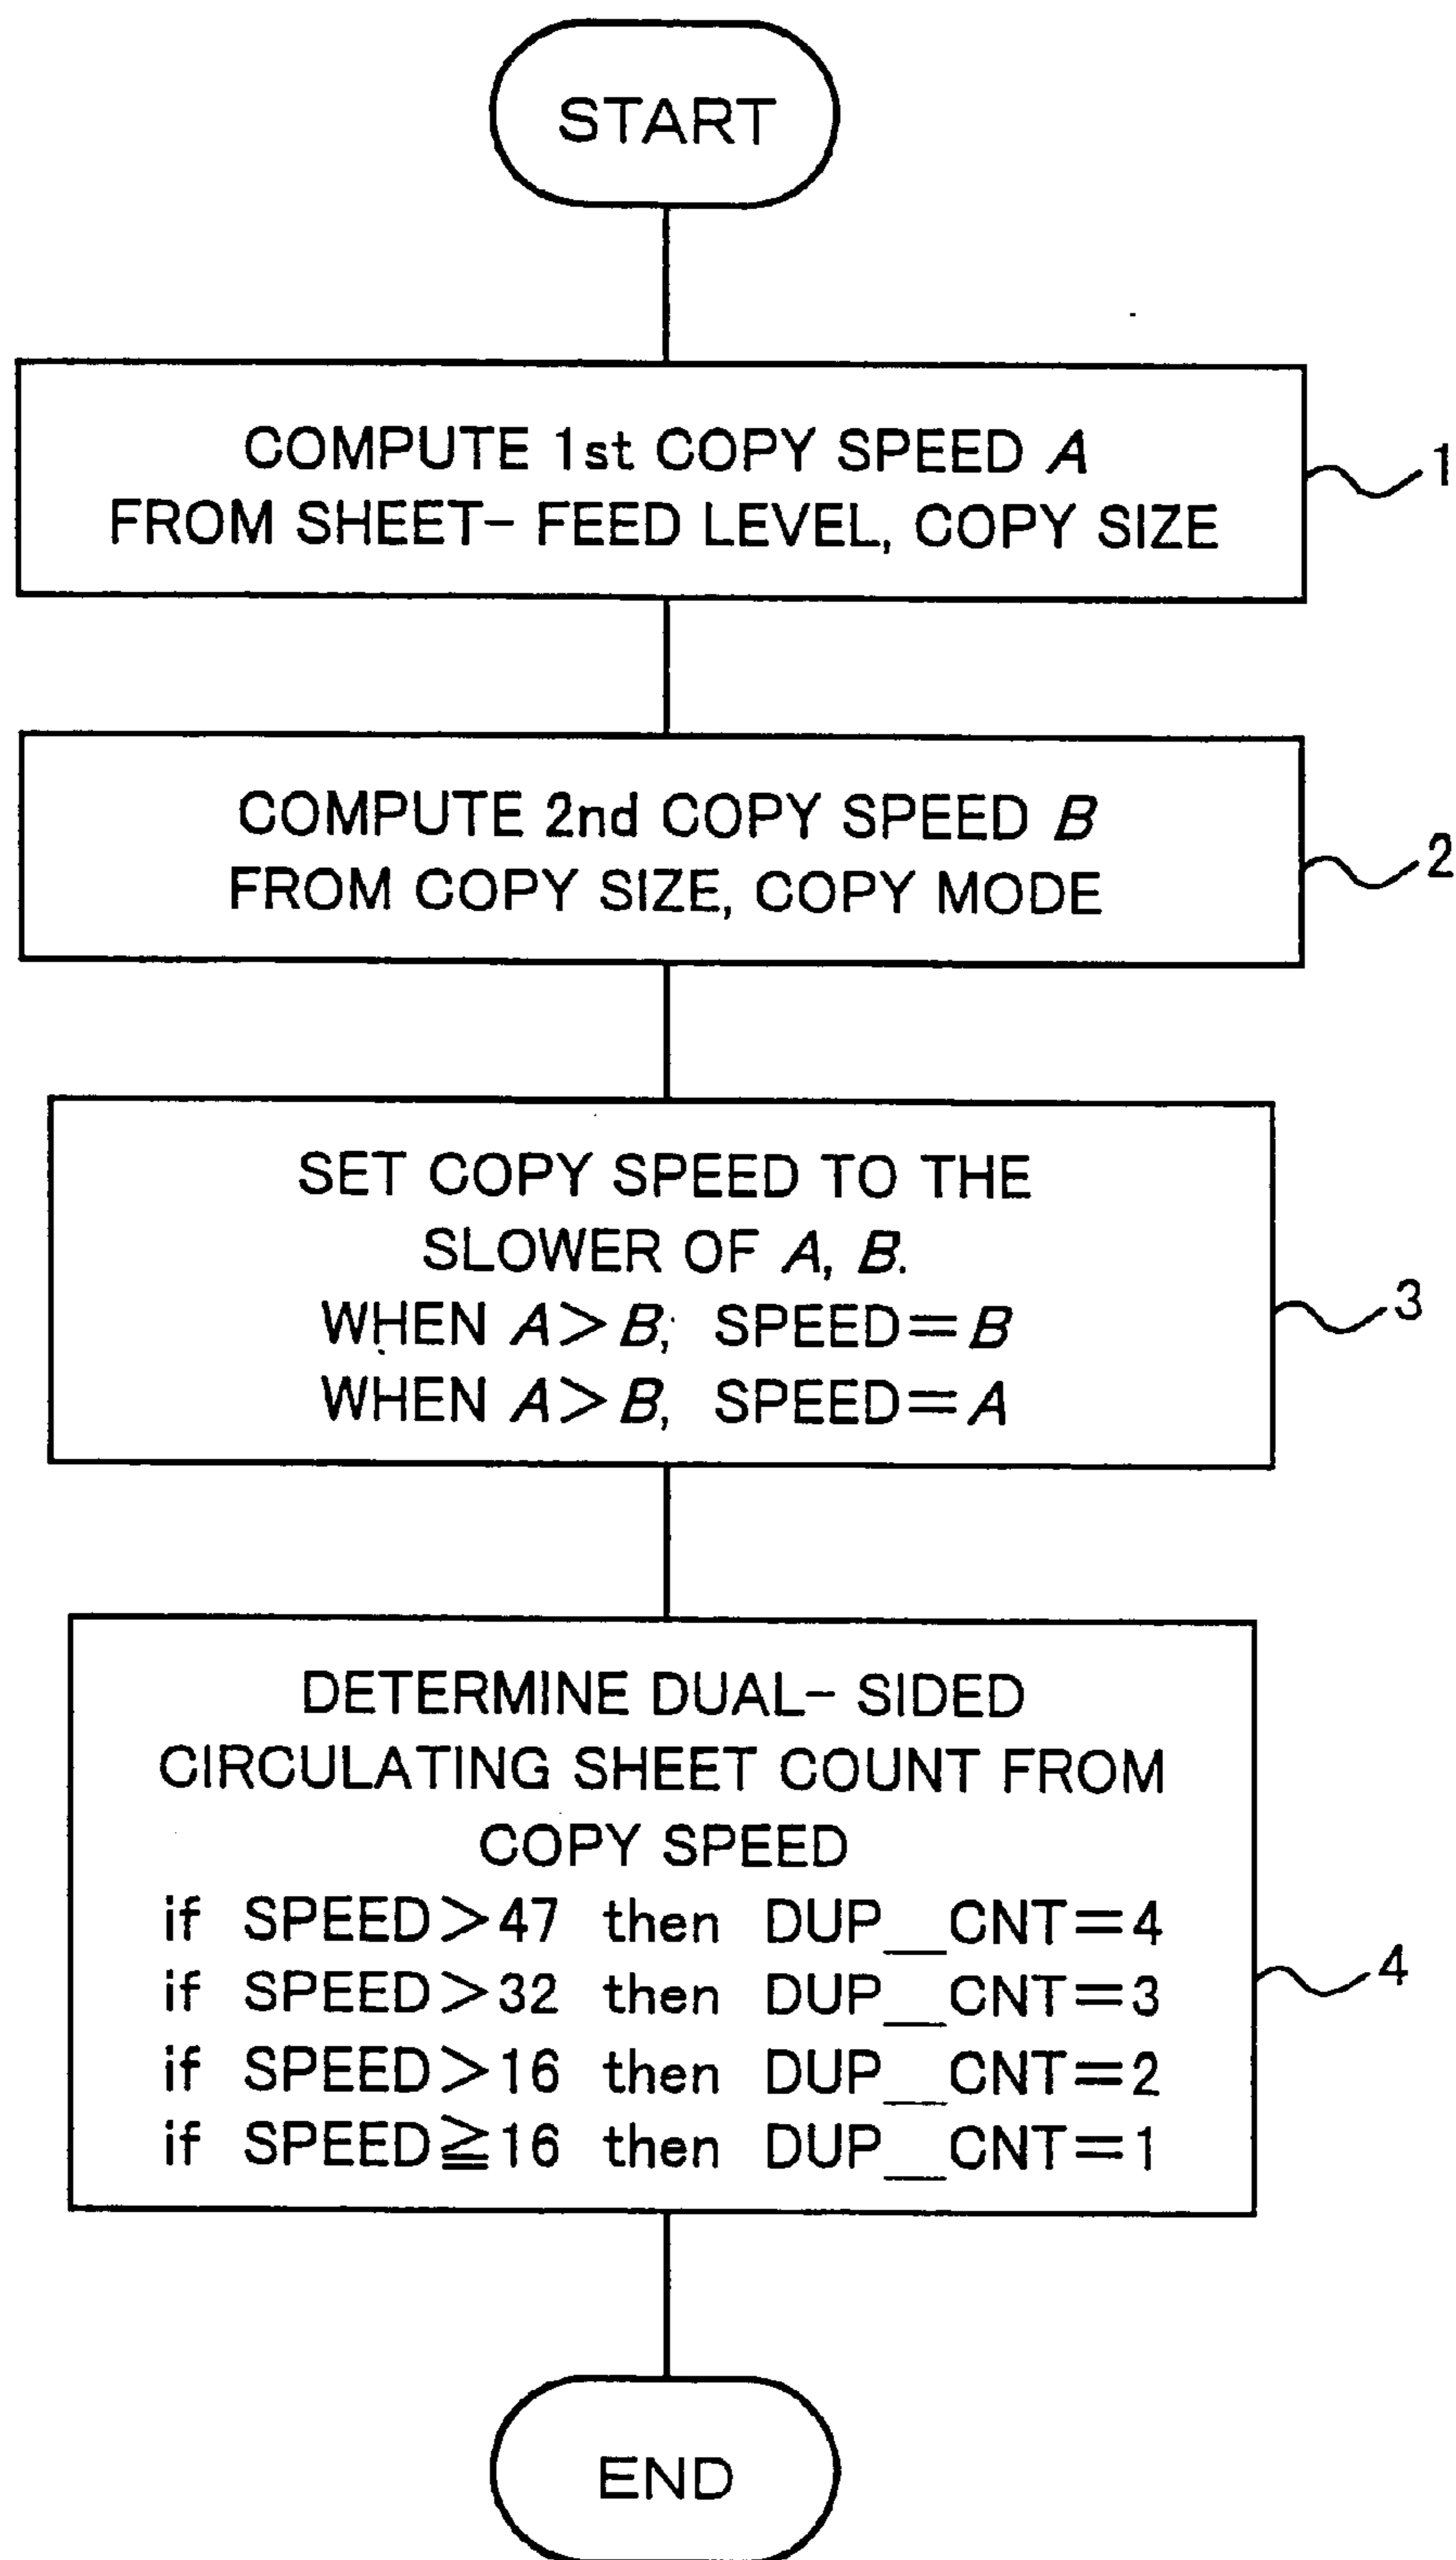 START
COMPUTE 1st COPY SPEED A
FROM SHEET- FEED LEVEL, COPY SIZE
1
COMPUTE 2nd COPY SPEED B
FROM COPY SIZE, COPY MODE
2
SET COPY SPEED TO THE
SLOWER OF A, B.
WHEN A>B; SPEED=B
WHEN A>B, SPEED=A
3
DETERMINE DUAL- SIDED
CIRCULATING SHEET COUNT FROM
COPY SPEED
if SPEED>47 then DUP__CNT=4
if SPEED>32 then DUP__CNT=3
if SPEED>16 then DUP__CNT=2
if SPEED≧16 then DUP__CNT=1
4
END